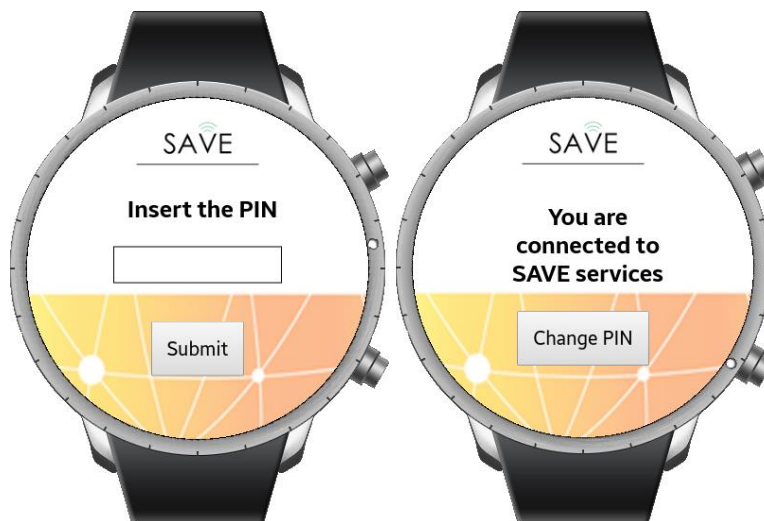 SAVE
Insert the PIN
Submit
SAVE
You are
connected to
SAVE services
Change PIN